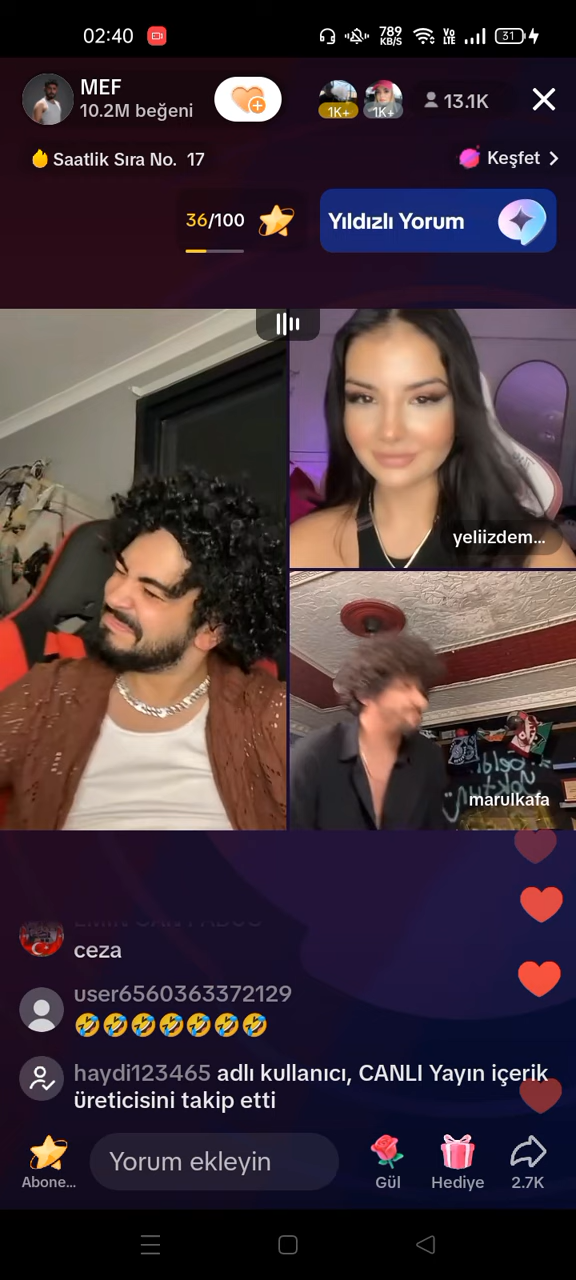 02:40
789
KB/S
Vo
LTE
31
MEF
10.2M beğeni
1K+
1K+
13.1K
Saatlik Sıra No. 17
Keşfet
36/100
Yıldızlı Yorum
yeliizdem...
marulkafa
ceza
user6560363372129
🤣🤣🤣🤣🤣🤣🤣
haydi123465 adlı kullanıcı, CANLI Yayın içerik
üreticisini takip etti
Abone...
Yorum ekleyin
Gül
Hediye
2.7K